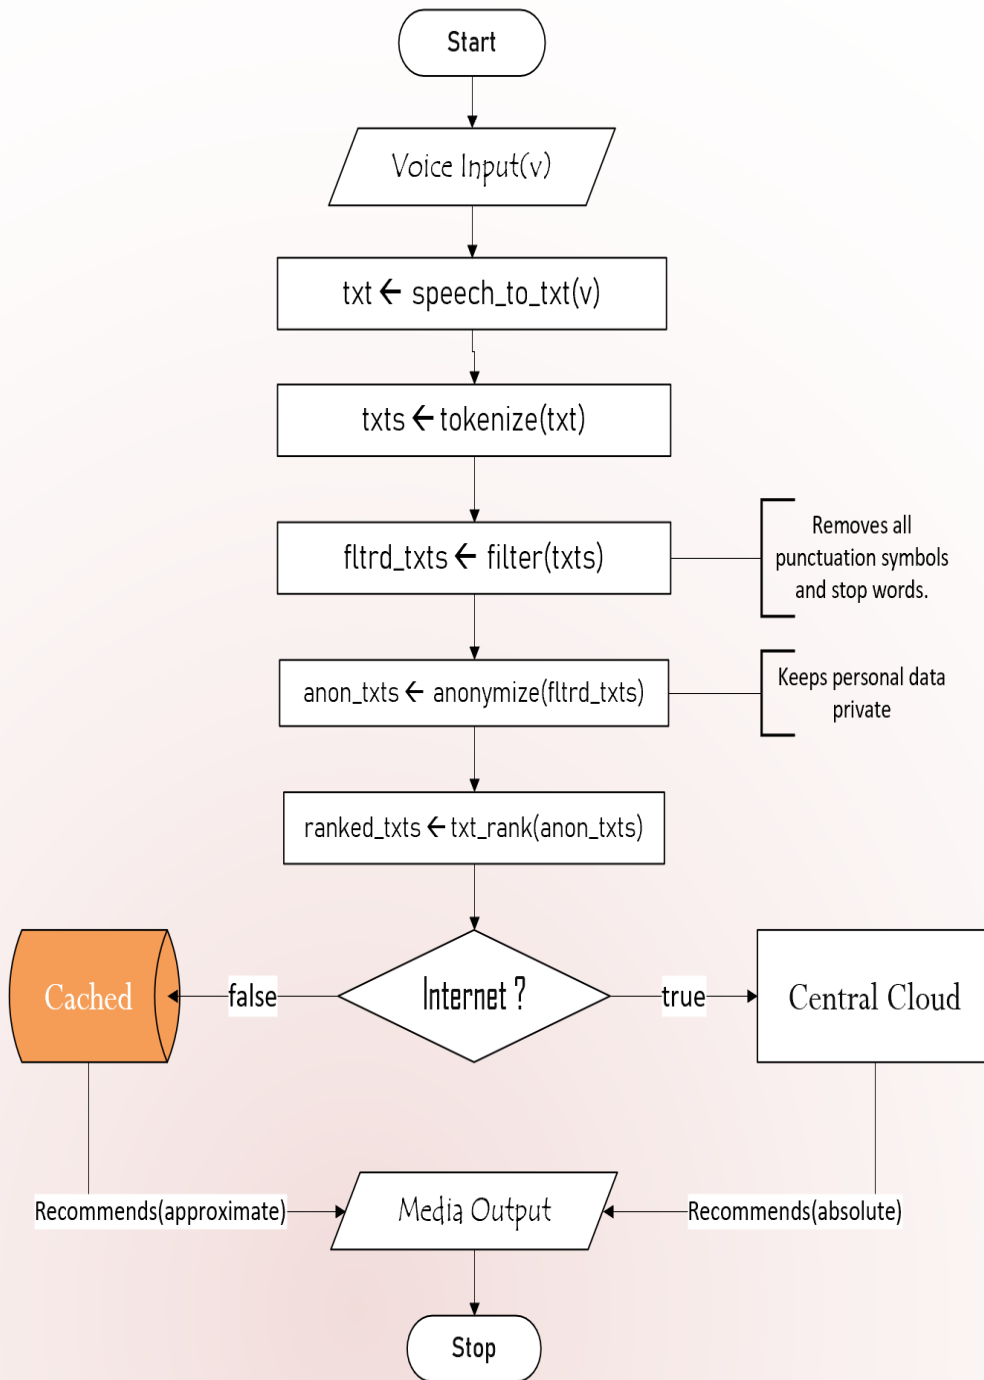 Start
Voice Input(v)
txt ← speech_to_txt(v)
txts ← tokenize(txt)
fltrd_txts ← filter(txts)
Removes all
punctuation symbols
and stop words.
anon_txts ← anonymize(fltrd_txts)
Keeps personal data
private
ranked_txts ← txt_rank(anon_txts)
Cached
false
Internet ?
true
Central Cloud
Recommends(approximate)
Media Output
Recommends(absolute)
Stop